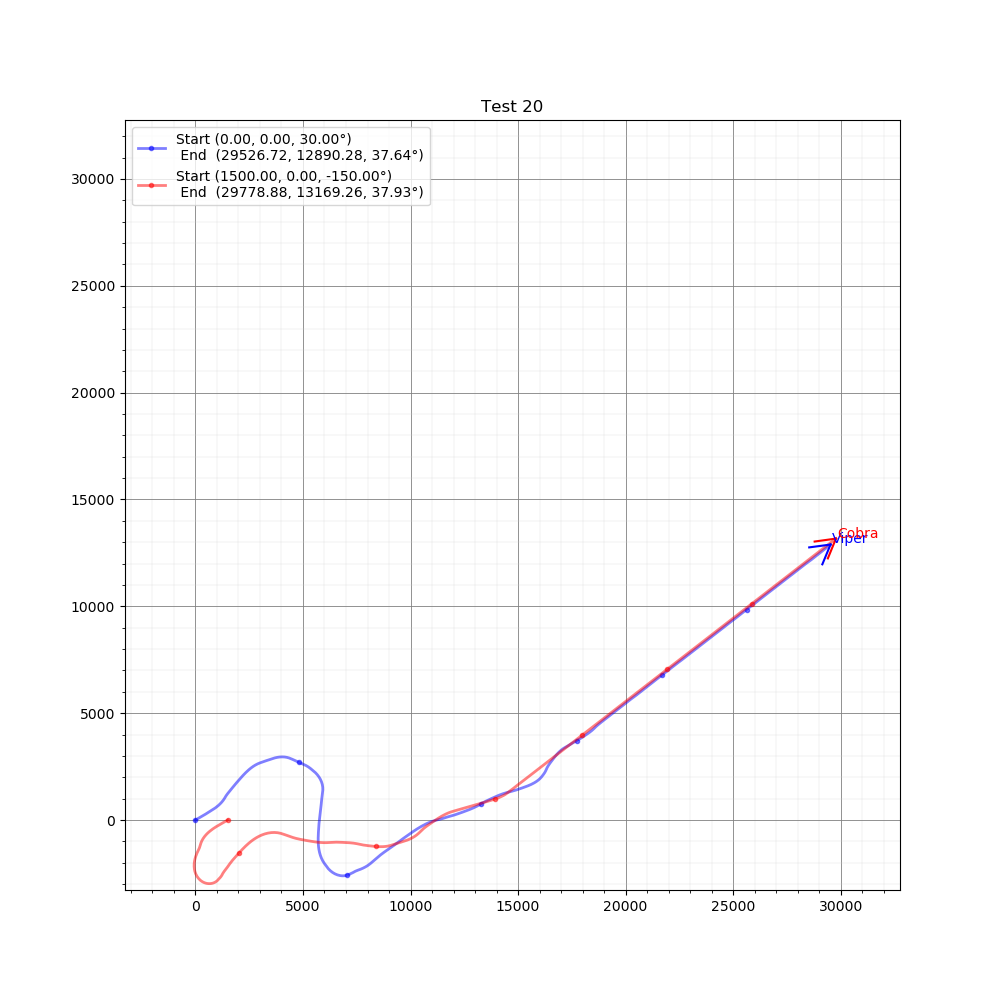 Test 20
Start (0.00, 0.00, 30.00°)
End  (29526.72, 12890.28, 37.64°)
Start (1500.00, 0.00, -150.00°)
End  (29778.88, 13169.26, 37.93°)
30000
25000
20000
15000
10000
5000
0
Cobra
Viper
0
5000
10000
15000
20000
25000
30000